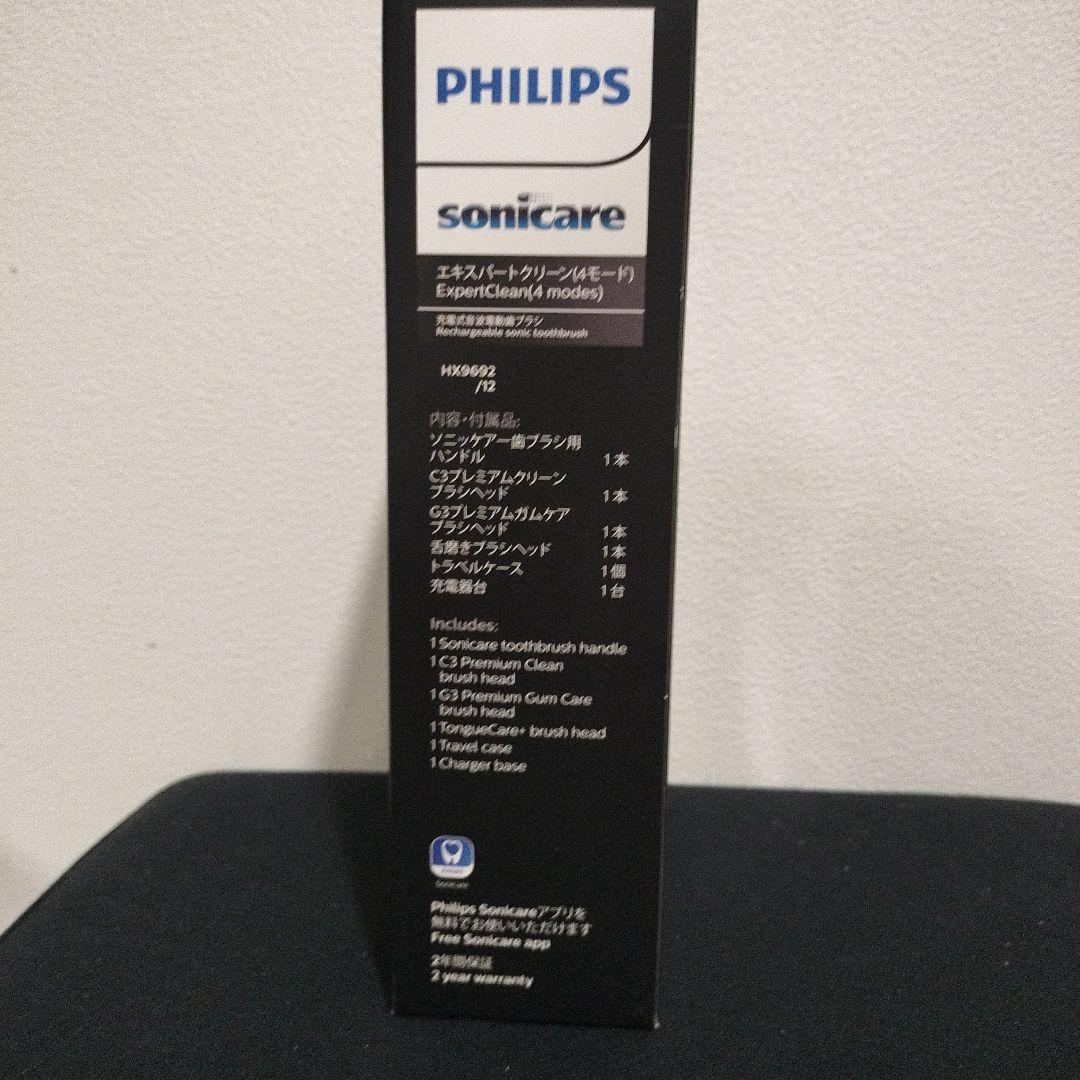 PHILIPS
sonicare
エキスパートクリーン(4モード)
ExpertClean(4 modes)
充電式音波電動歯ブラシ
Rechargeable sonic toothbrush
HX9692
/12
内容・付属品:
ソニッケアー歯ブラシ用
ハンドル 1本
C3プレミアムクリーン
ブラシヘッド 1本
G3プレミアムガムケア
ブラシヘッド 1本
舌磨きブラシヘッド 1本
トラベルケース 1個
充電器台 1台
Includes:
1 Sonicare toothbrush handle
1 C3 Premium Clean
brush head
1 G3 Premium Gum Care
brush head
1 TongueCare+ brush head
1 Travel case
1 Charger base
Sonicare
Philips Sonicareアプリを
無料でお使いいただけます
Free Sonicare app
2年間保証
2 year warranty